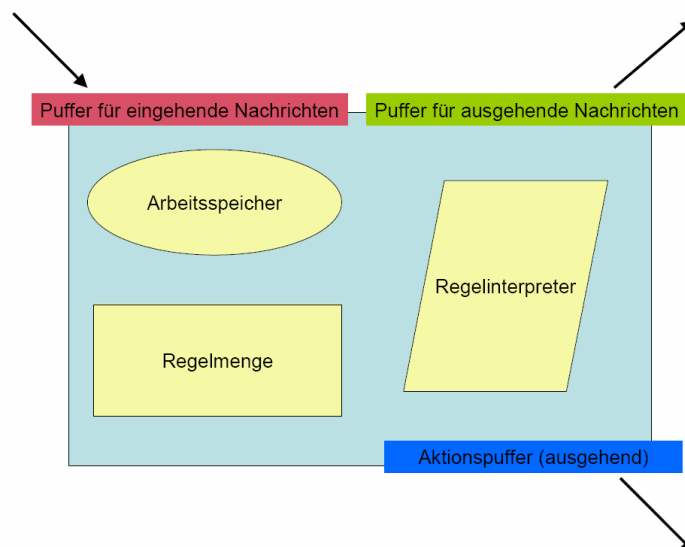 Puffer für eingehende Nachrichten
Puffer für ausgehende Nachrichten
Arbeitsspeicher
Regelinterpreter
Regelmenge
Aktionspuffer (ausgehend)